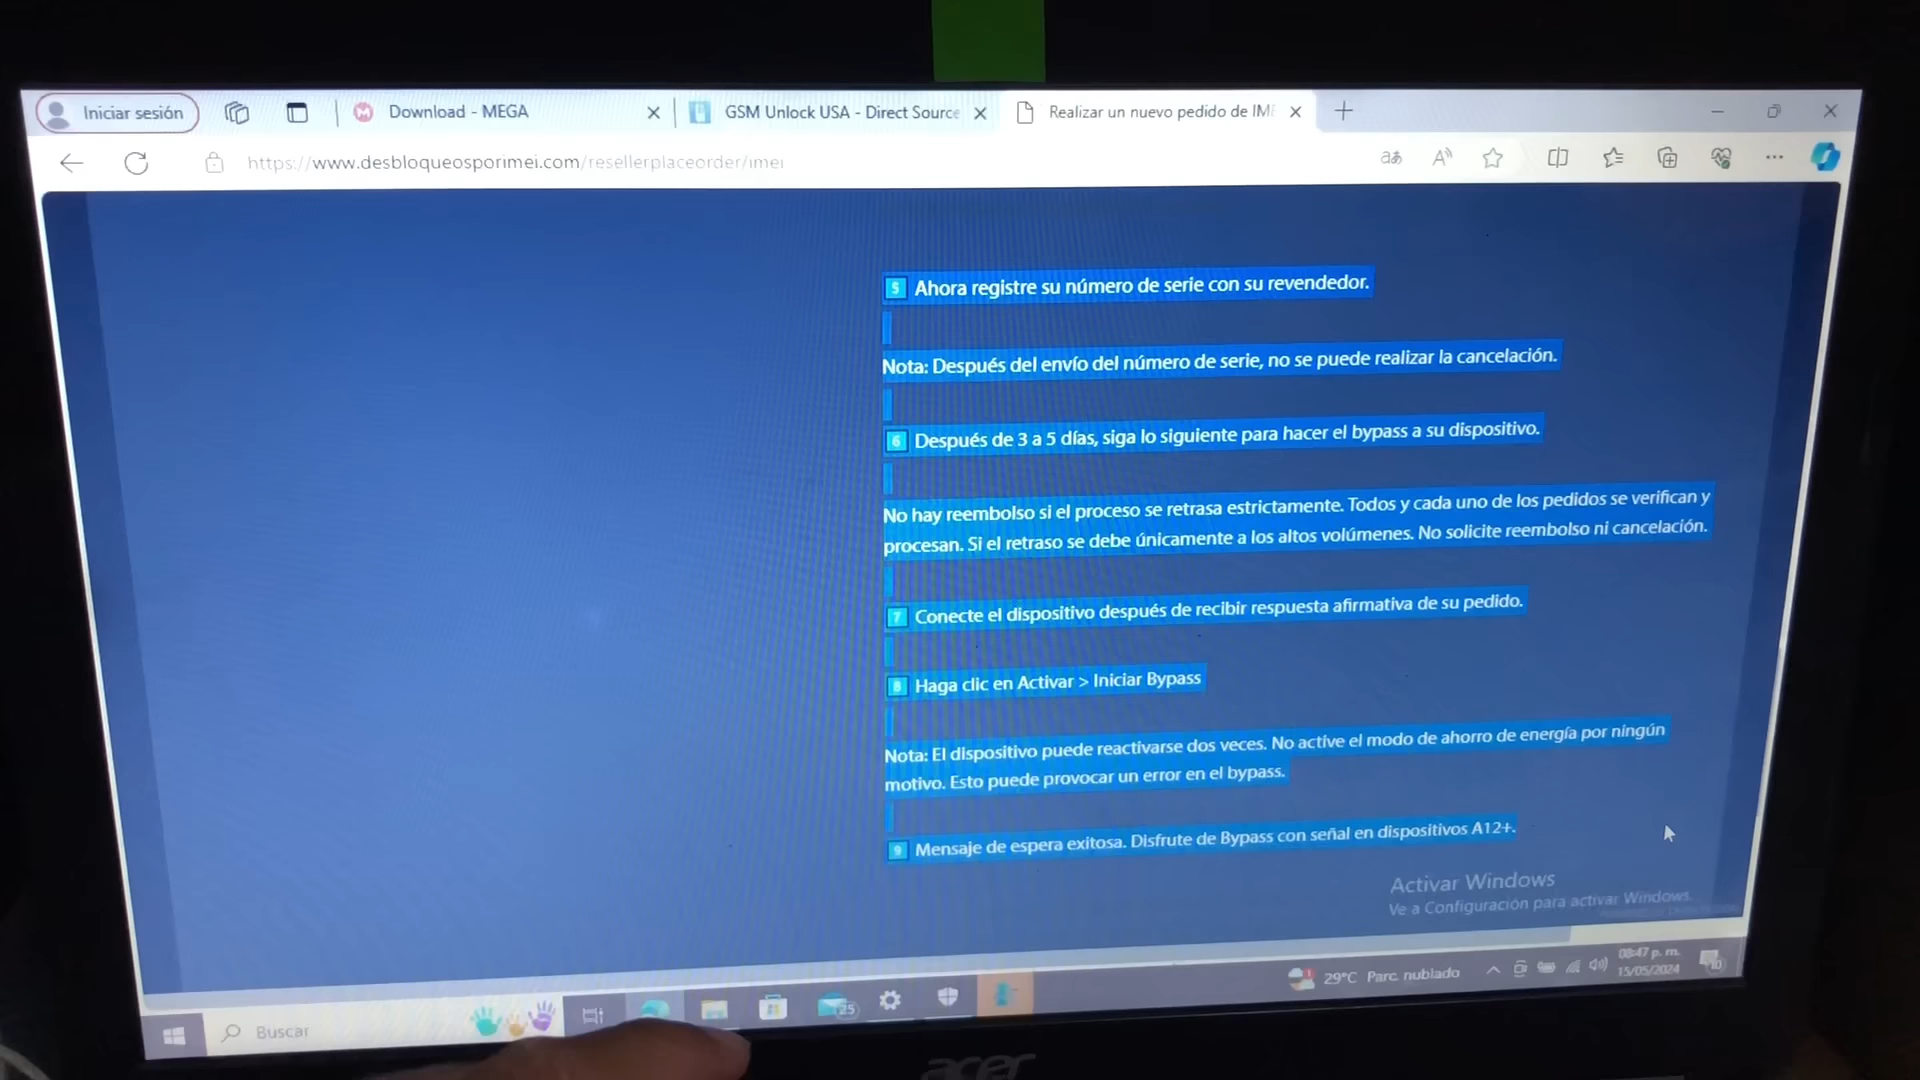 Iniciar sesión
Download - MEGA
GSM Unlock USA - Direct Source
Realizar un nuevo pedido de IM
https://www.desbloqueosporimei.com/resellerplaceorder/imei
5 Ahora registre su número de serie con su revendedor.
Nota: Después del envío del número de serie, no se puede realizar la cancelación.
6 Después de 3 a 5 días, siga lo siguiente para hacer el bypass a su dispositivo.
No hay reembolso si el proceso se retrasa estrictamente. Todos y cada uno de los pedidos se verifican y
procesan. Si el retraso se debe únicamente a los altos volúmenes. No solicite reembolso ni cancelación.
7 Conecte el dispositivo después de recibir respuesta afirmativa de su pedido.
8 Haga clic en Activar > Iniciar Bypass
Nota: El dispositivo puede reactivarse dos veces. No active el modo de ahorro de energía por ningún
motivo. Esto puede provocar un error en el bypass.
9 Mensaje de espera exitosa. Disfrute de Bypass con señal en dispositivos A12+.
Activar Windows
Ve a Configuración para activar Windows.
Buscar
25
29°C Parc. nublado
08:47 p. m.
15/05/2024
10
acer